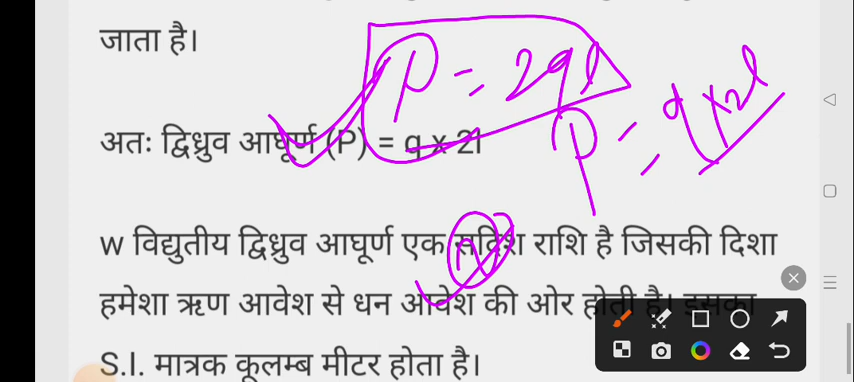 जाता है।
P = 2ql
अतः द्विध्रुव आघूर्ण (P) = q x 2l
P = q x 2l
w विद्युतीय द्विध्रुव आघूर्ण एक सदिश राशि है जिसकी दिशा
हमेशा ऋण आवेश से धन आवेश की ओर होती है। इसका
S.I. मात्रक कूलम्ब मीटर होता है।